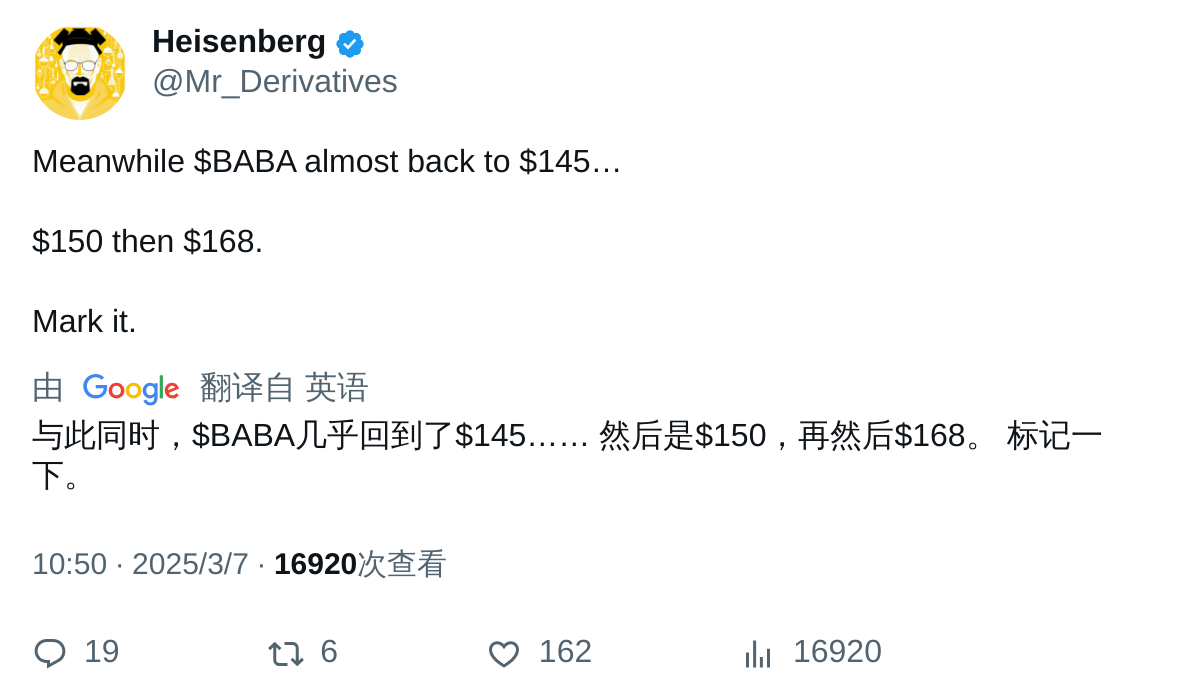 Heisenberg
@Mr_Derivatives
Meanwhile $BABA almost back to $145…
$150 then $168.
Mark it.
由 Google 翻译自 英语
与此同时，$BABA几乎回到了$145…… 然后是$150，再然后$168。 标记一
下。
10:50 · 2025/3/7 · 16920次查看
19 6 162 16920